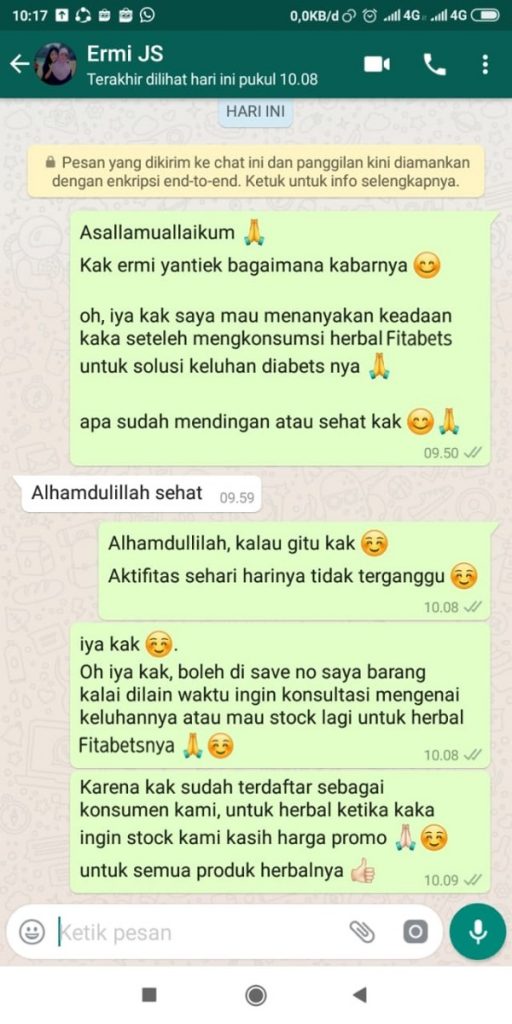 10:17
0,0KB/d
4G
4G
Ermi JS
Terakhir dilihat hari ini pukul 10.08
HARI INI
Pesan yang dikirim ke chat ini dan panggilan kini diamankan
dengan enkripsi end-to-end. Ketuk untuk info selengkapnya.
Asallamuallaikum 🙏
Kak ermi yantiek bagaimana kabarnya 😊
oh, iya kak saya mau menanyakan keadaan
kaka seteleh mengkonsumsi herbal Fitabets
untuk solusi keluhan diabets nya 🙏
apa sudah mendingan atau sehat kak 😊🙏
09.50
Alhamdulillah sehat 09.59
Alhamdullilah, kalau gitu kak ☺️
Aktifitas sehari harinya tidak terganggu ☺️
10.08
iya kak ☺️.
Oh iya kak, boleh di save no saya barang
kalai dilain waktu ingin konsultasi mengenai
keluhannya atau mau stock lagi untuk herbal
Fitabetsnya 🙏☺️
10.08
Karena kak sudah terdaftar sebagai
konsumen kami, untuk herbal ketika kaka
ingin stock kami kasih harga promo 🙏🏻☺️
untuk semua produk herbalnya 👍🏻
10.09
Ketik pesan